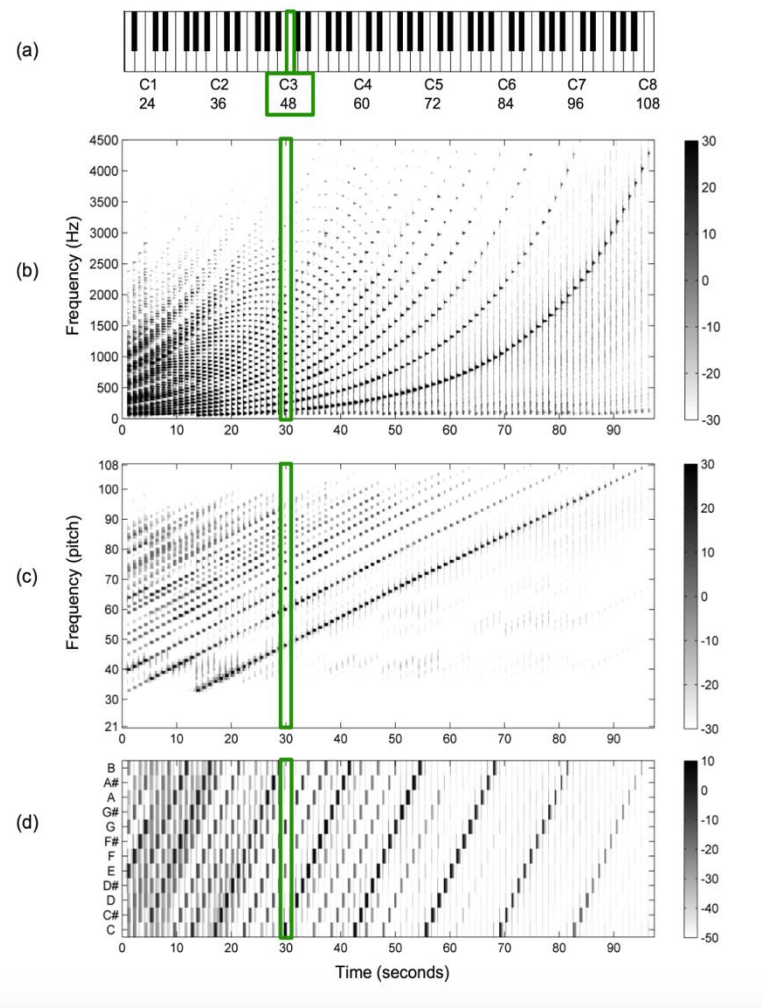 (a)
C1 C2 C3 C4 C5 C6 C7 C8
24 36 48 60 72 84 96 108
(b)
Frequency (Hz)
4500
4000
3500
3000
2500
2000
1500
1000
500
0
0 10 20 30 40 50 60 70 80 90
30
20
10
0
-10
-20
-30
(c)
Frequency (pitch)
108
100
90
80
70
60
50
40
30
21
0 10 20 30 40 50 60 70 80 90
30
20
10
0
-10
-20
-30
(d)
B
A#
A
G#
G
F#
F
E
D#
D
C#
C
0 10 20 30 40 50 60 70 80 90
Time (seconds)
10
0
-10
-20
-30
-40
-50